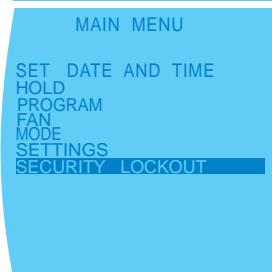 MAIN MENU
SET DATE AND TIME
HOLD
PROGRAM
FAN
MODE
SETTINGS
SECURITY LOCKOUT